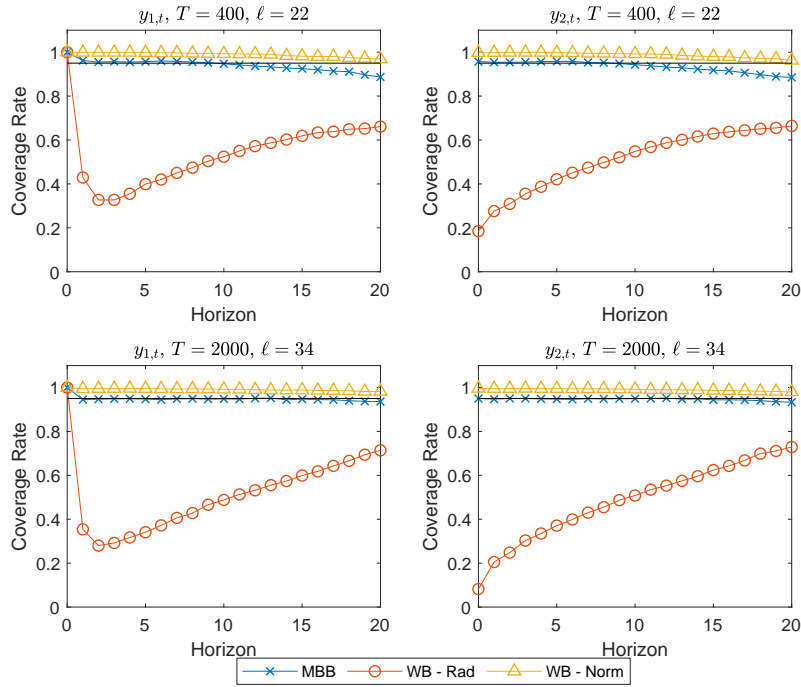 y1,t, T = 400, ℓ = 22
Coverage Rate
1
0.8
0.6
0.4
0.2
0
0 5 10 15 20
Horizon
y2,t, T = 400, ℓ = 22
Coverage Rate
1
0.8
0.6
0.4
0.2
0
0 5 10 15 20
Horizon
y1,t, T = 2000, ℓ = 34
Coverage Rate
1
0.8
0.6
0.4
0.2
0
0 5 10 15 20
Horizon
y2,t, T = 2000, ℓ = 34
Coverage Rate
1
0.8
0.6
0.4
0.2
0
0 5 10 15 20
Horizon
MBB WB - Rad WB - Norm